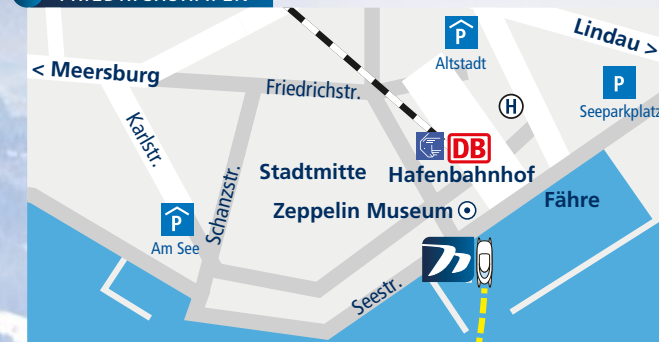 Lindau >
P
Altstadt
< Meersburg
P
Friedrichstr.
H
Seeparkplatz
Karlstr.
DB
Stadtmitte
Hafenbahnhof
Schanzstr.
Fähre
Zeppelin Museum
P
Am See
Seestr.